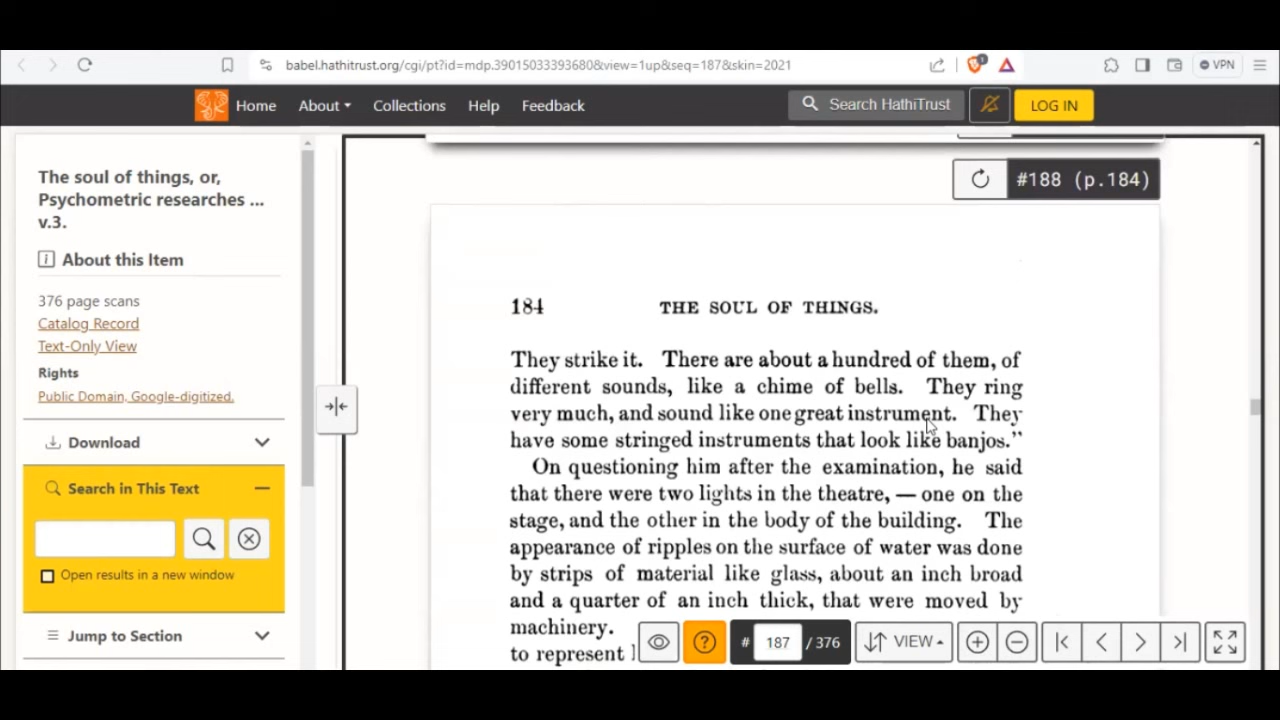 babel.hathitrust.org/cgi/pt?id=mdp.39015033393680&view=1up&seq=187&skin=2021
1
VPN
Home
About
Collections
Help
Feedback
Search HathiTrust
LOG IN
The soul of things, or,
Psychometric researches ...
v.3.
About this Item
376 page scans
Catalog Record
Text-Only View
Rights
Public Domain, Google-digitized.
Download
Search in This Text
Open results in a new window
Jump to Section
#188 (p.184)
184 THE SOUL OF THINGS.
They strike it. There are about a hundred of them, of
different sounds, like a chime of bells. They ring
very much, and sound like one great instrument. They
have some stringed instruments that look like banjos."
On questioning him after the examination, he said
that there were two lights in the theatre, — one on the
stage, and the other in the body of the building. The
appearance of ripples on the surface of water was done
by strips of material like glass, about an inch broad
and a quarter of an inch thick, that were moved by
machinery.
to represent
? # 187 / 376 VIEW